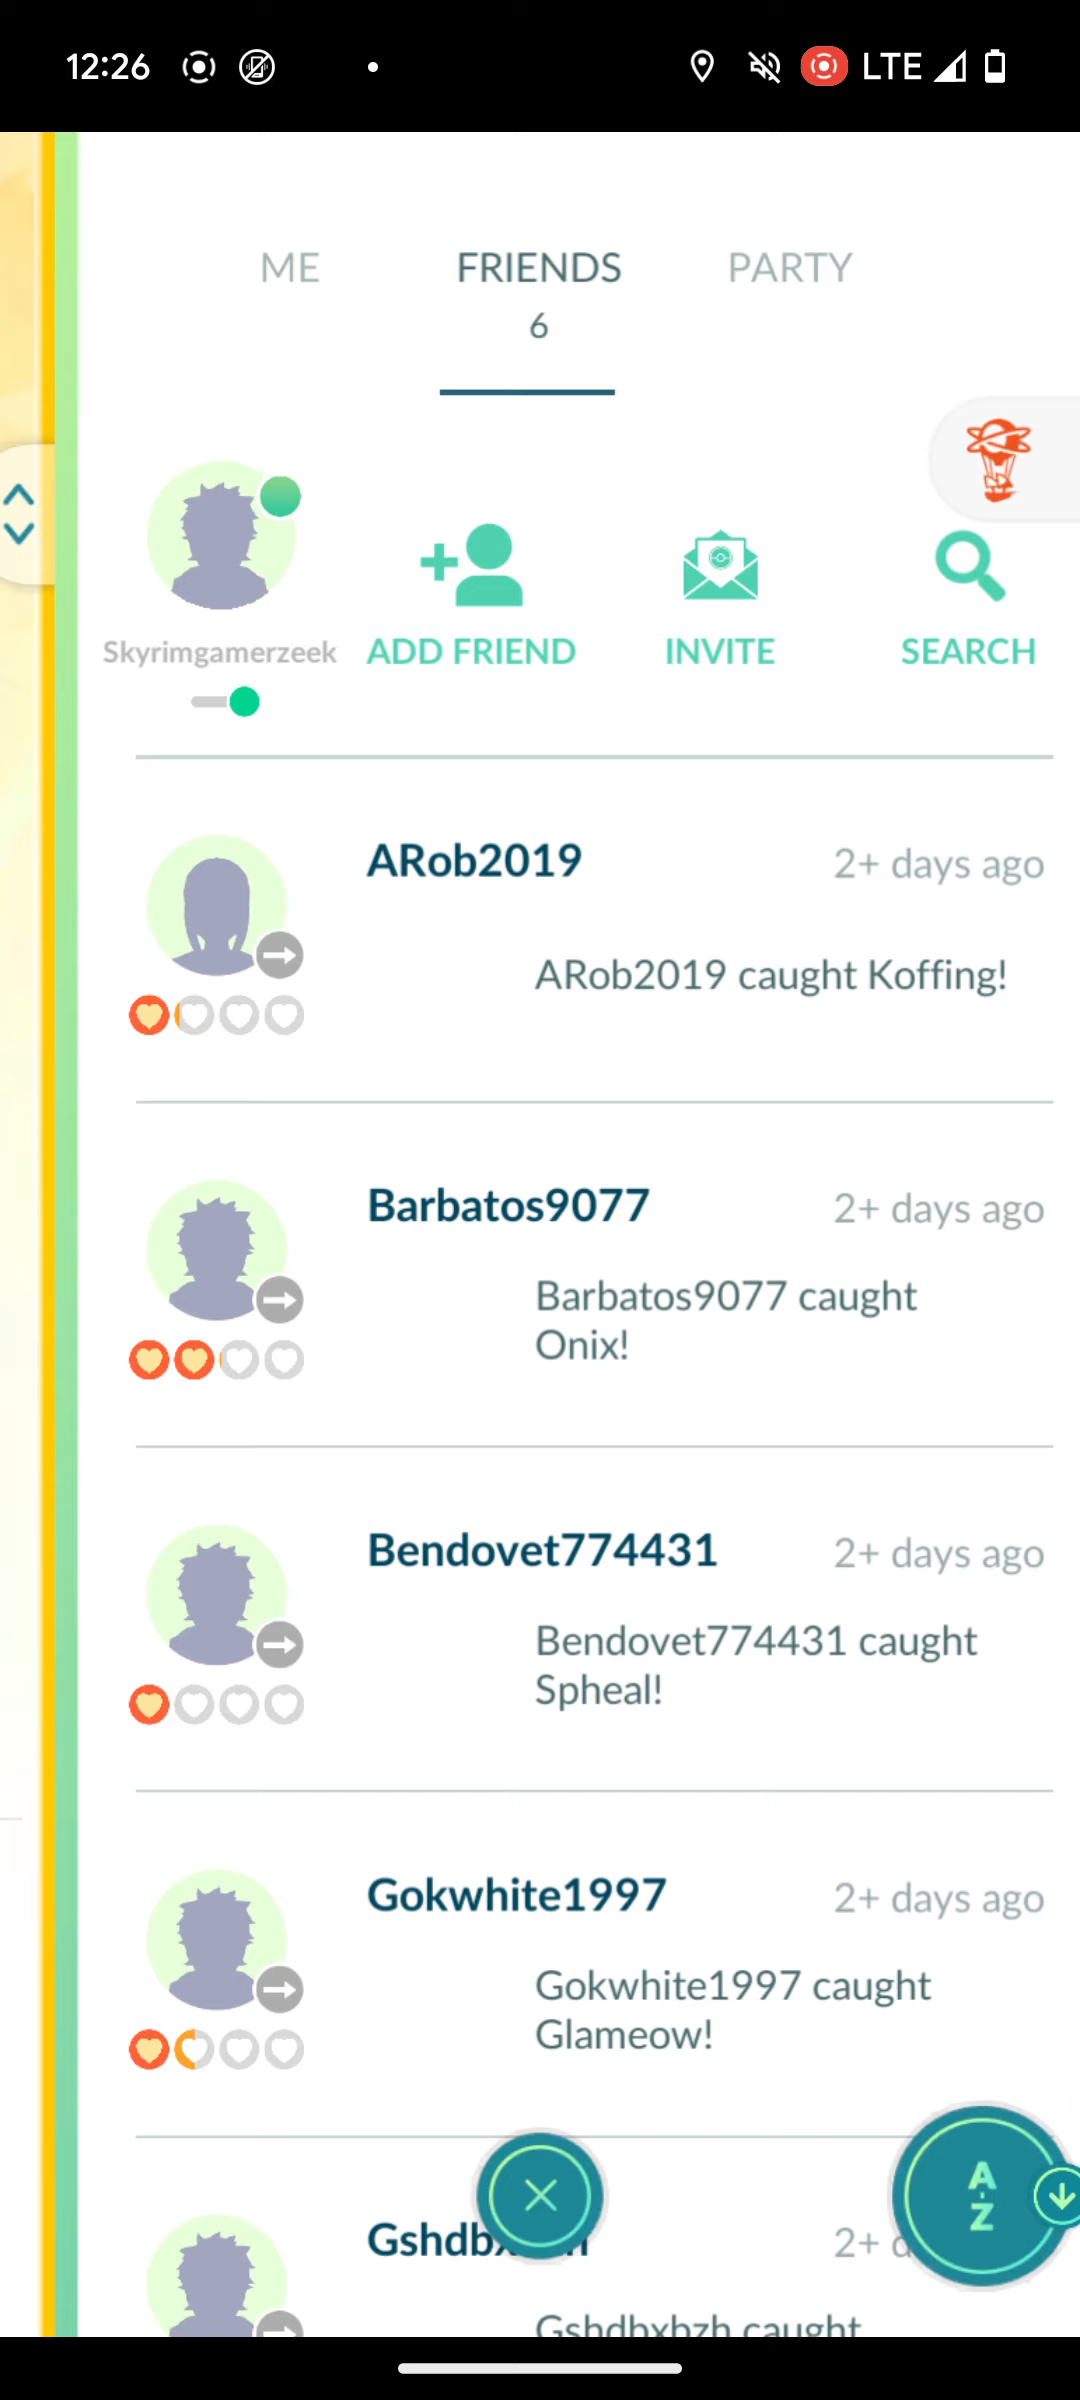 12:26
LTE
ME
FRIENDS
PARTY
6
Skyrimgamerzeek
ADD FRIEND
INVITE
SEARCH
ARob2019
2+ days ago
ARob2019 caught Koffing!
Barbatos9077
2+ days ago
Barbatos9077 caught
Onix!
Bendovet774431
2+ days ago
Bendovet774431 caught
Spheal!
Gokwhite1997
2+ days ago
Gokwhite1997 caught
Glameow!
A-Z
2+
Gshdbxbzh caught